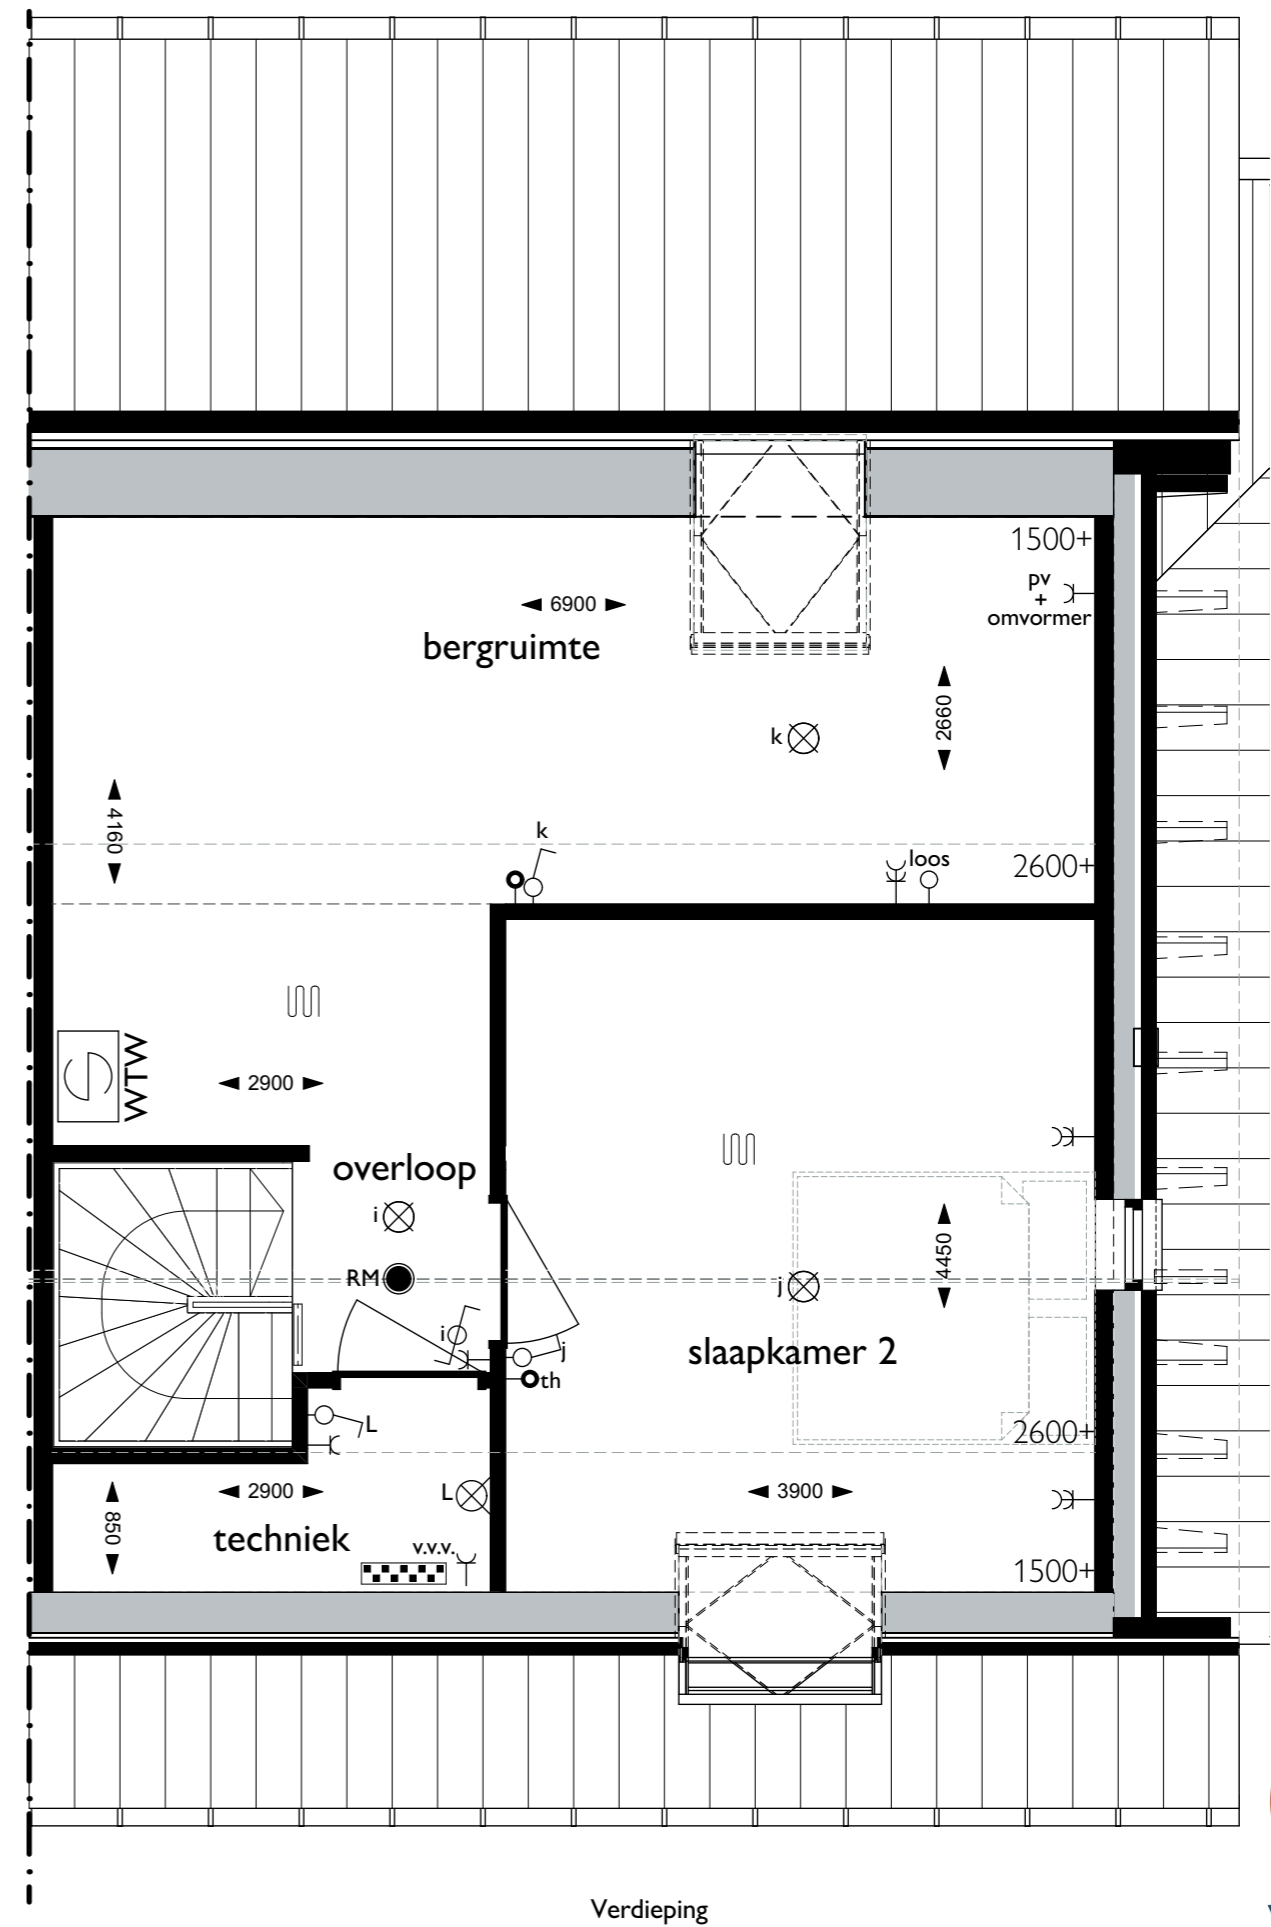 1500+
pv
+
omvormer
6900
bergruimte
2660
k
4160
k
loos
2600+
WTW
2900
overloop
i
RM
4450
j
i
j
slaapkamer 2
th
L
2600+
2900
L
3900
850
techniek
v.v.v.
1500+
Verdieping